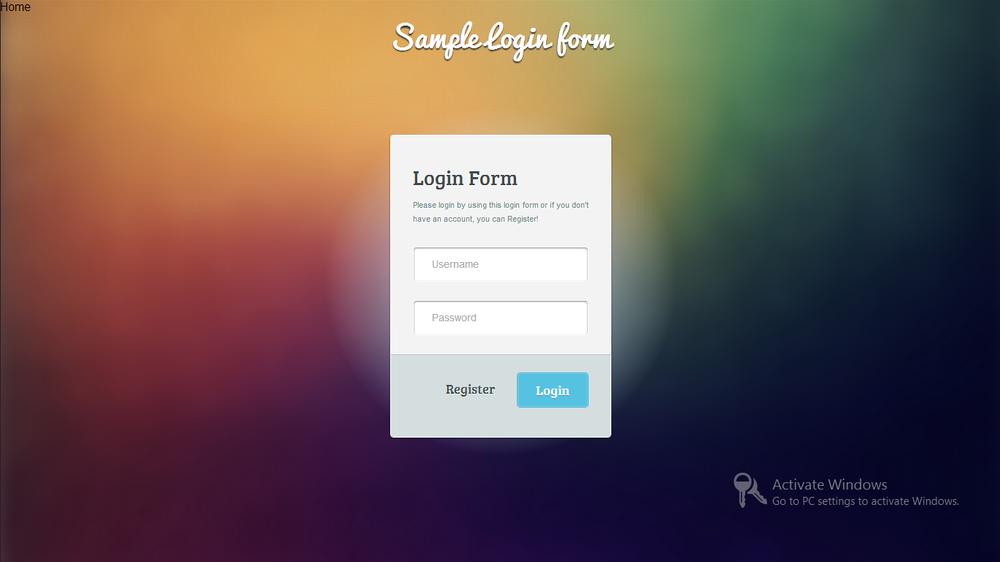 Home
Sample Login form
Login Form
Please login by using this login form or if you don't
have an account, you can Register!
Username
Password
Register
Login
Activate Windows
Go to PC settings to activate Windows.